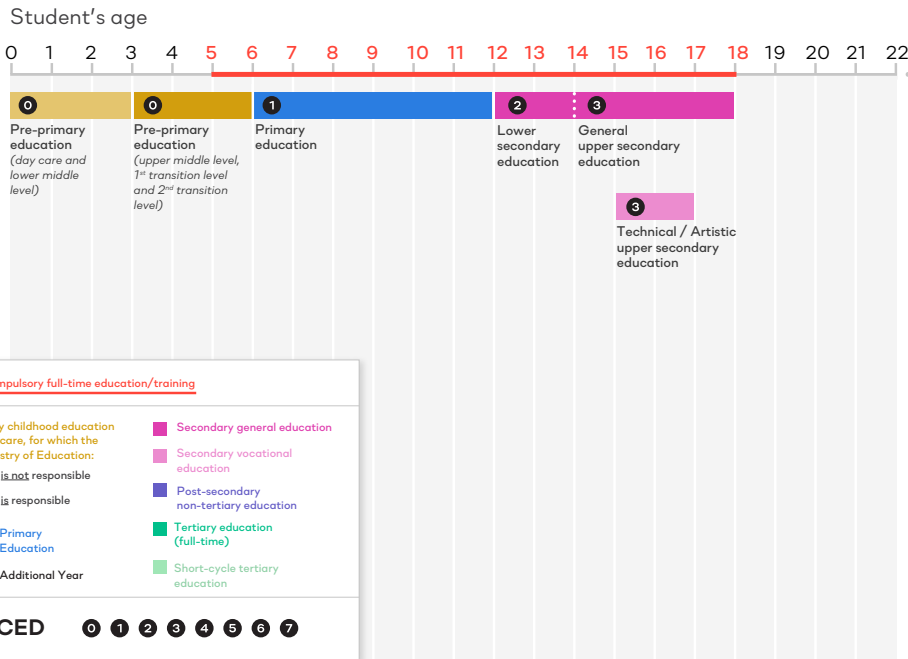 Student's age
0 1 2 3 4 5 6 7 8 9 10 11 12 13 14 15 16 17 18 19 20 21 22
0 0 1 2 3
Pre-primary
education
(day care and
lower middle
level)
Pre-primary
education
(upper middle level,
1st transition level
and 2nd transition
level)
Primary
education
Lower
secondary
education
General
upper secondary
education
3
Technical / Artistic
upper secondary
education
mpulsory full-time education/training
y childhood education
care, for which the
stry of Education:
is not responsible
is responsible
Primary
Education
Additional Year
Secondary general education
Secondary vocational
education
Post-secondary
non-tertiary education
Tertiary education
(full-time)
Short-cycle tertiary
education
CED 0 1 2 3 4 5 6 7